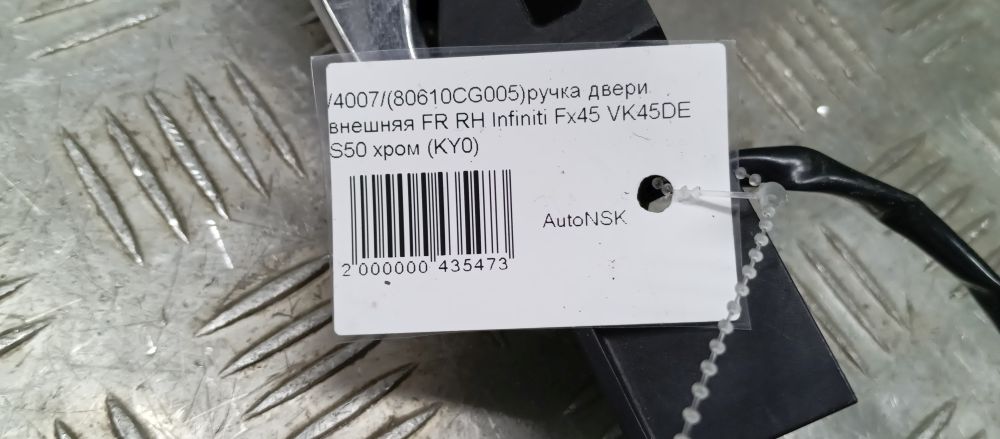 /4007/(80610CG005)ручка двери
внешняя FR RH Infiniti Fx45 VK45DE
S50 хром (KY0)
AutoNSK
2 000000 435473